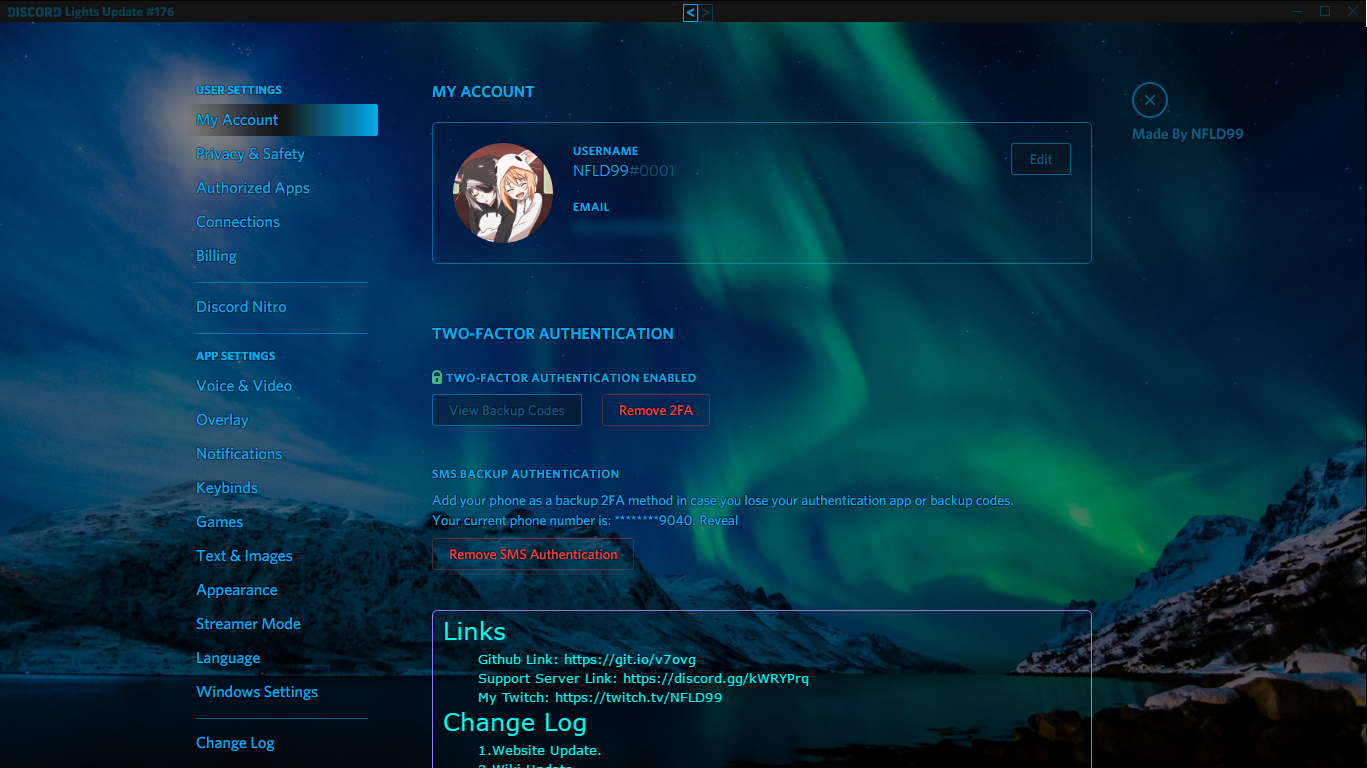 DISCORD Lights Update #176
< >
USER SETTINGS
My Account
Privacy & Safety
Authorized Apps
Connections
Billing
Discord Nitro
APP SETTINGS
Voice & Video
Overlay
Notifications
Keybinds
Games
Text & Images
Appearance
Streamer Mode
Language
Windows Settings
Change Log
MY ACCOUNT
USERNAME
NFLD99#0001
EMAIL
Edit
Made By NFLD99
TWO-FACTOR AUTHENTICATION
TWO-FACTOR AUTHENTICATION ENABLED
View Backup Codes
Remove 2FA
SMS BACKUP AUTHENTICATION
Add your phone as a backup 2FA method in case you lose your authentication app or backup codes.
Your current phone number is: ********9040. Reveal
Remove SMS Authentication
Links
Github Link: https://git.io/v7ovg
Support Server Link: https://discord.gg/kWRYPrq
My Twitch: https://twitch.tv/NFLD99
Change Log
1.Website Update.
2.Wiki Update